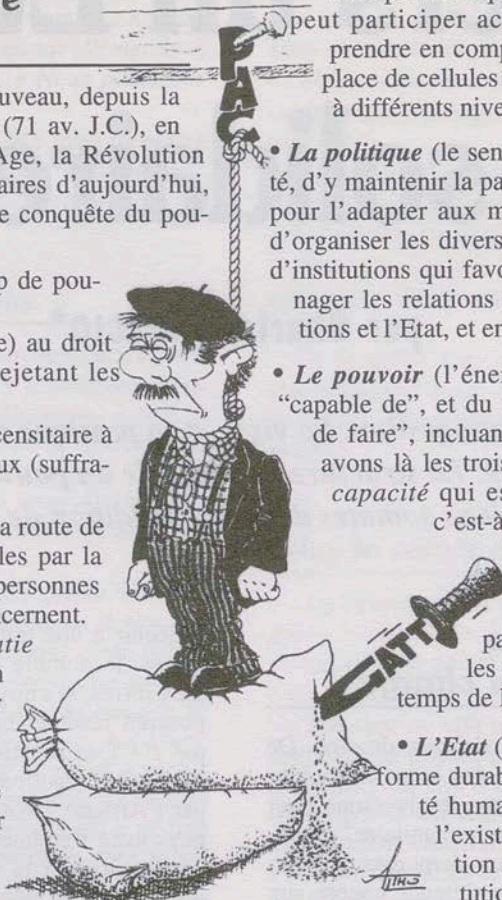 e
uveau, depuis la
(71 av. J.C.), en
Age, la Révolution
aires d'aujourd'hui,
e conquête du pou-
p de pou-
e) au droit
ejetant les
censitaire à
ux (suffra-
a route de
les par la
personnes
cernent.
atie
PAC
peut participer ac
prendre en comp
place de cellules
à différents nive
• La politique (le sen
té, d'y maintenir la pa
pour l'adapter aux m
d'organiser les divers
d'institutions qui favo
nager les relations
tions et l'Etat, et en
• Le pouvoir (l'éner
"capable de", et du
de faire", incluan
avons là les trois
capacité qui es
c'est-à
GATT
pa
les
temps de l
• L'Etat (
forme durab
té huma
l'exist
tion
tutio